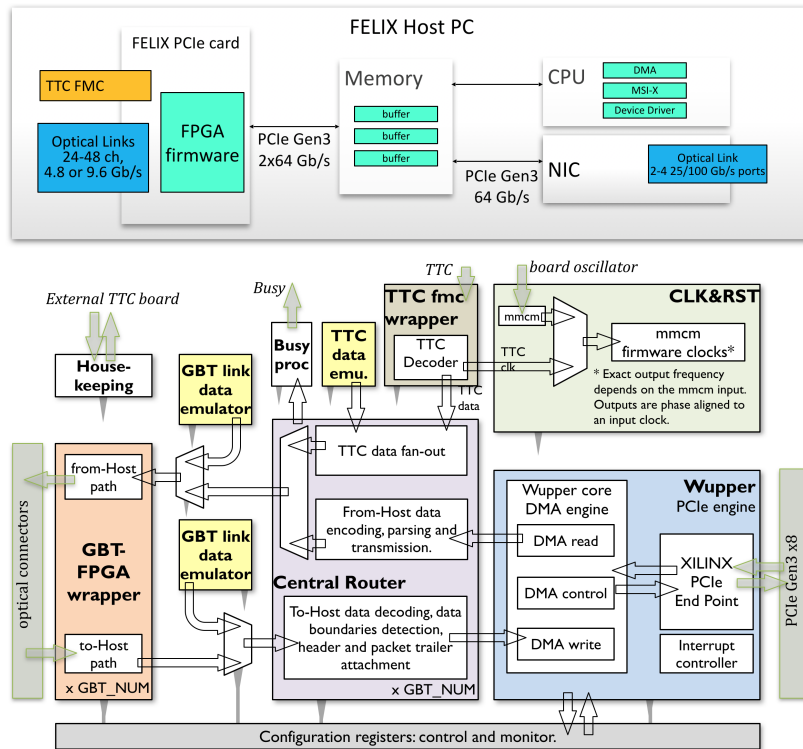 FELIX Host PC
FELIX PCIe card
TTC FMC
Optical Links
24-48 ch,
4.8 or 9.6 Gb/s
FPGA
firmware
PCIe Gen3
2x64 Gb/s
Memory
buffer
buffer
buffer
PCIe Gen3
64 Gb/s
CPU
DMA
MSI-X
Device Driver
NIC
Optical Link
2-4 25/100 Gb/s ports
External TTC board
Busy
TTC
board oscillator
House-
keeping
GBT link
data
emulator
Busy
proc
TTC
data
emu.
TTC fmc
wrapper
TTC
Decoder
TTC
clk
TTC
data
CLK&RST
mmcm
mmcm
firmware clocks*
* Exact output frequency
depends on the mmcm input.
Outputs are phase aligned to
an input clock.
optical connectors
from-Host
path
GBT-
FPGA
wrapper
to-Host
path
x GBT_NUM
GBT link
data
emulator
TTC data fan-out
From-Host data
encoding, parsing and
transmission.
Central Router
To-Host data decoding, data
boundaries detection,
header and packet trailer
attachment
x GBT_NUM
Wupper
PCIe engine
Wupper core
DMA engine
DMA read
DMA control
DMA write
XILINX
PCIe
End Point
Interrupt
controller
PCIe Gen3 x8
Configuration registers: control and monitor.